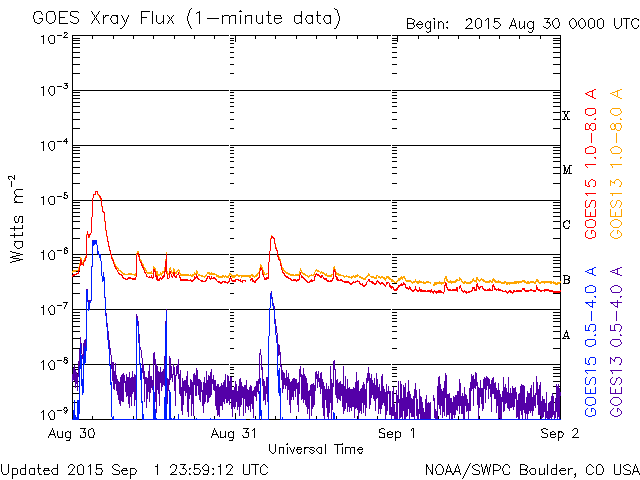 GOES Xray Flux (1-minute data)
Begin: 2015 Aug 30 0000 UTC
10-2
10-3
10-4
10-5
10-6
10-7
10-8
10-9
Watts m-2
X
M
C
B
A
GOES15 1.0-8.0 A
GOES13 1.0-8.0 A
GOES15 0.5-4.0 A
GOES13 0.5-4.0 A
Aug 30
Aug 31
Sep 1
Sep 2
Universal Time
Updated 2015 Sep 1 23:59:12 UTC
NOAA/SWPC Boulder, CO USA